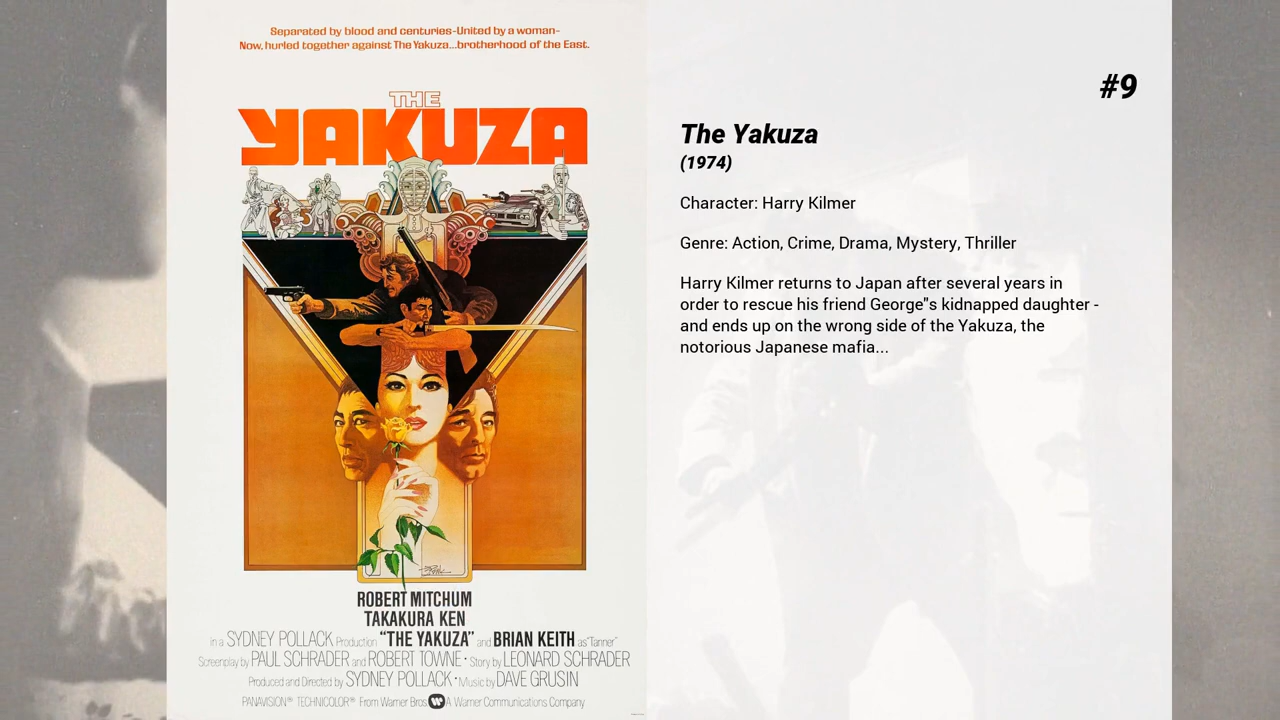 Separated by blood and centuries-United by a woman-
Now, hurled together against The Yakuza...brotherhood of the East.
THE
YAKUZA
ROBERT MITCHUM
TAKAKURA KEN
in a SYDNEY POLLACK Production "THE YAKUZA" and BRIAN KEITH as "Tanner"
Screenplay by PAUL SCHRADER and ROBERT TOWNE · Story by LEONARD SCHRADER
Produced and Directed by SYDNEY POLLACK · Music by DAVE GRUSIN
PANAVISION® TECHNICOLOR® From Warner Bros. A Warner Communications Company
#9
The Yakuza
(1974)
Character: Harry Kilmer
Genre: Action, Crime, Drama, Mystery, Thriller
Harry Kilmer returns to Japan after several years in
order to rescue his friend George"s kidnapped daughter -
and ends up on the wrong side of the Yakuza, the
notorious Japanese mafia...